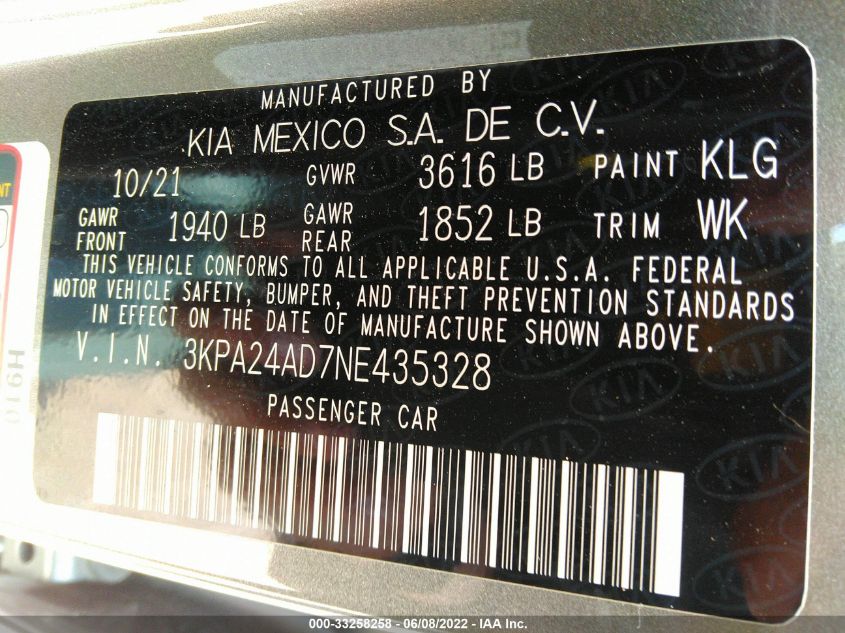 MANUFACTURED BY
KIA MEXICO S.A. DE C.V.
10/21 GVWR 3616 LB PAINT KLG
GAWR FRONT 1940 LB GAWR REAR 1852 LB TRIM WK
THIS VEHICLE CONFORMS TO ALL APPLICABLE U.S.A. FEDERAL
MOTOR VEHICLE SAFETY, BUMPER, AND THEFT PREVENTION STANDARDS
IN EFFECT ON THE DATE OF MANUFACTURE SHOWN ABOVE.
V.I.N. 3KPA24AD7NE435328
PASSENGER CAR
H910
KIA
000-33258258 - 06/08/2022 - IAA Inc.